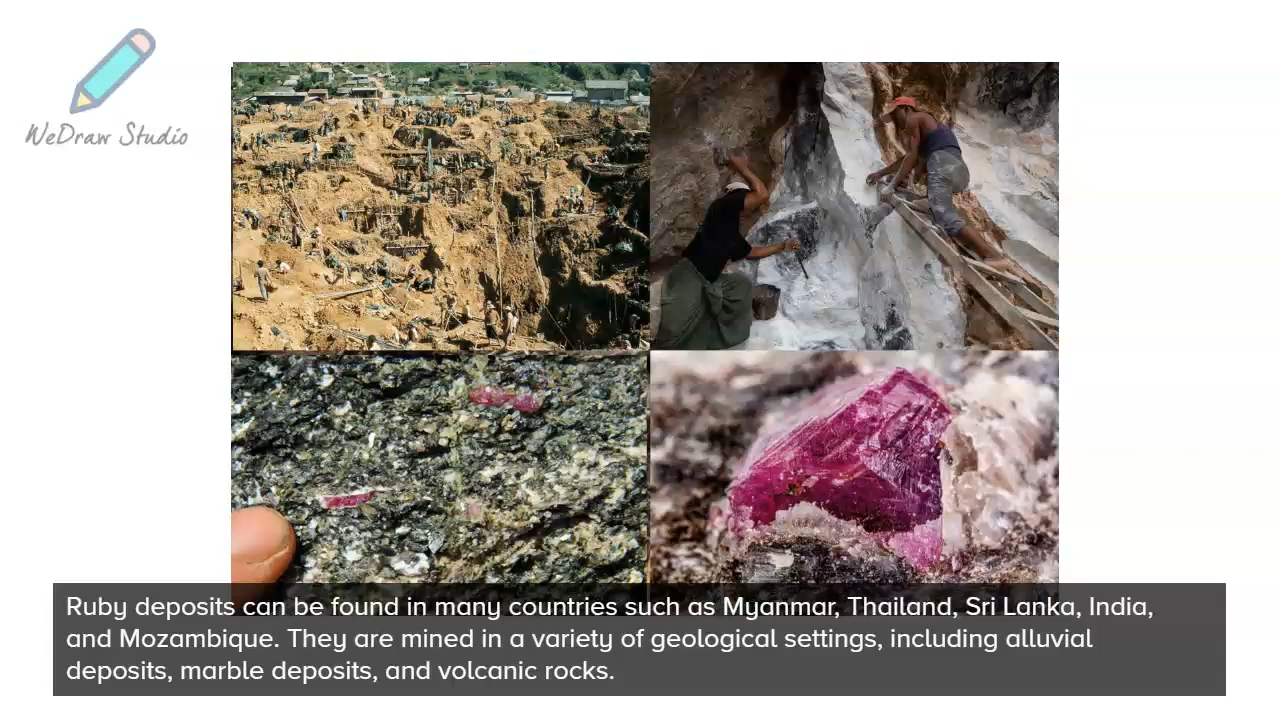 WeDraw Studio
Ruby deposits can be found in many countries such as Myanmar, Thailand, Sri Lanka, India,
and Mozambique. They are mined in a variety of geological settings, including alluvial
deposits, marble deposits, and volcanic rocks.